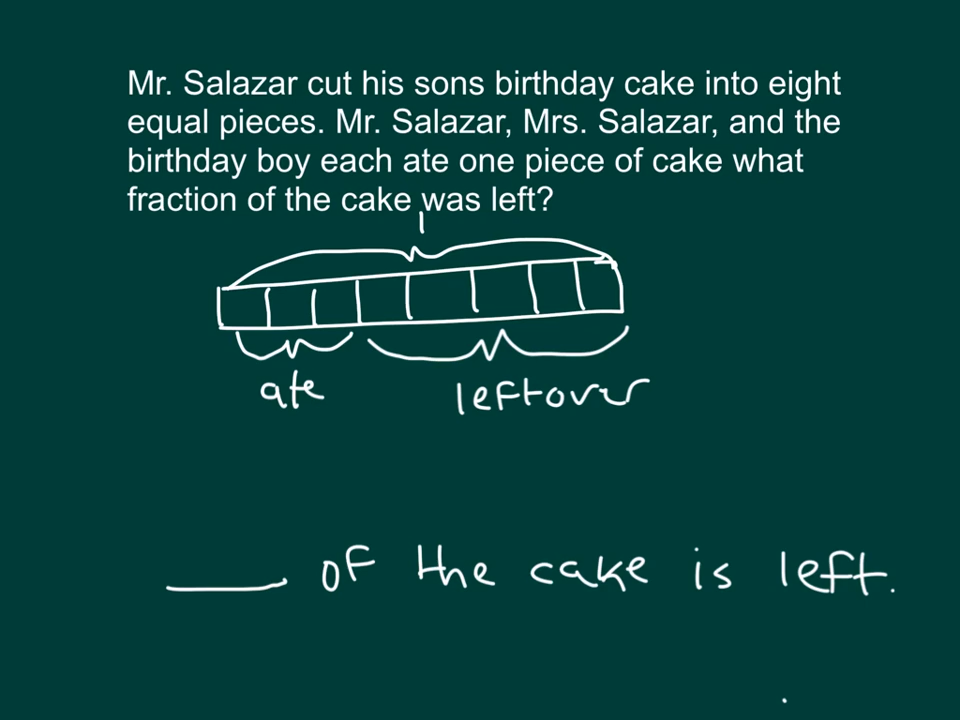 Mr. Salazar cut his sons birthday cake into eight
equal pieces. Mr. Salazar, Mrs. Salazar, and the
birthday boy each ate one piece of cake what
fraction of the cake was left?
1
ate leftover
____ of the cake is left.